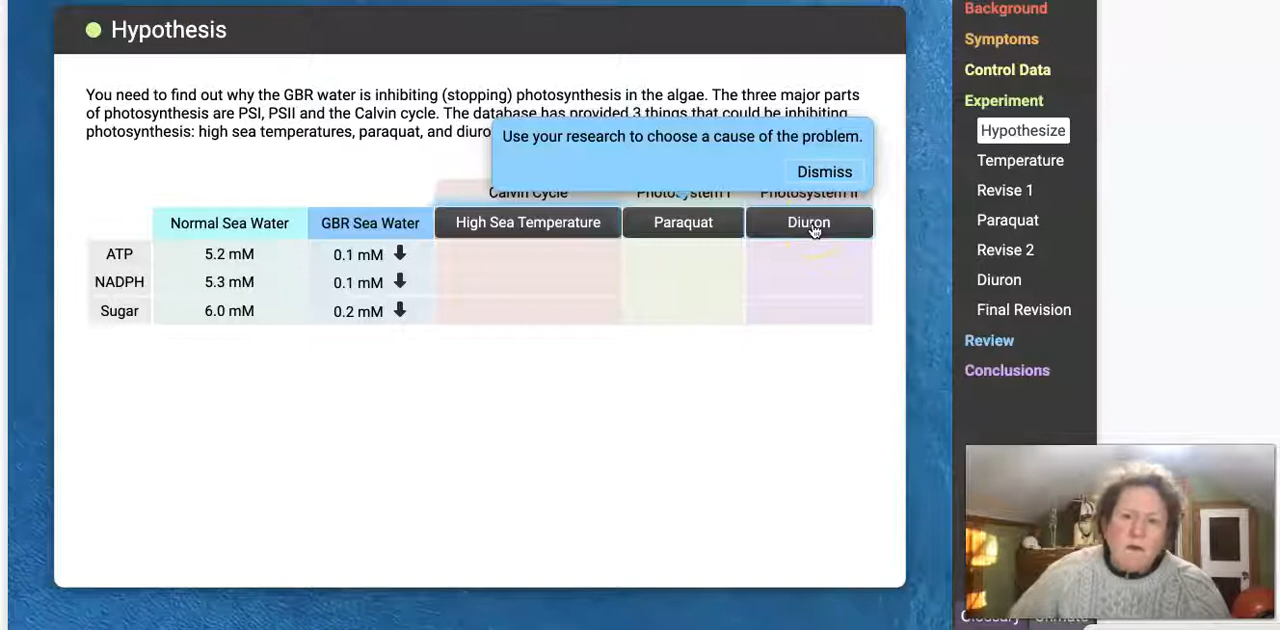 Hypothesis
You need to find out why the GBR water is inhibiting (stopping) photosynthesis in the algae. The three major parts
of photosynthesis are PSI, PSII and the Calvin cycle. The database has provided 3 things that could be inhibiting
photosynthesis: high sea temperatures, paraquat, and
Use your research to choose a cause of the problem.
Dismiss
Calvin Cycle Photosystem I Photosystem II
Normal Sea Water GBR Sea Water High Sea Temperature Paraquat Diuron
ATP 5.2 mM 0.1 mM
NADPH 5.3 mM 0.1 mM
Sugar 6.0 mM 0.2 mM
Background
Symptoms
Control Data
Experiment
Hypothesize
Temperature
Revise 1
Paraquat
Revise 2
Diuron
Final Revision
Review
Conclusions
Glossary